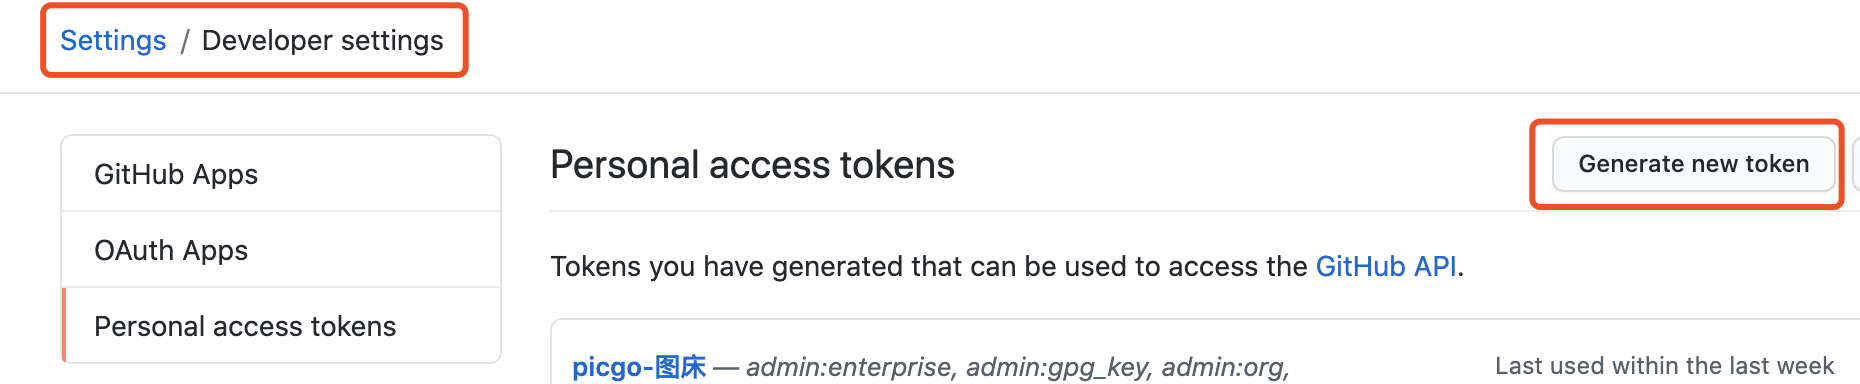 Settings / Developer settings
GitHub Apps
OAuth Apps
Personal access tokens
Personal access tokens
Generate new token
Tokens you have generated that can be used to access the GitHub API.
picgo-图床 — admin:enterprise, admin:gpg_key, admin:org,
Last used within the last week